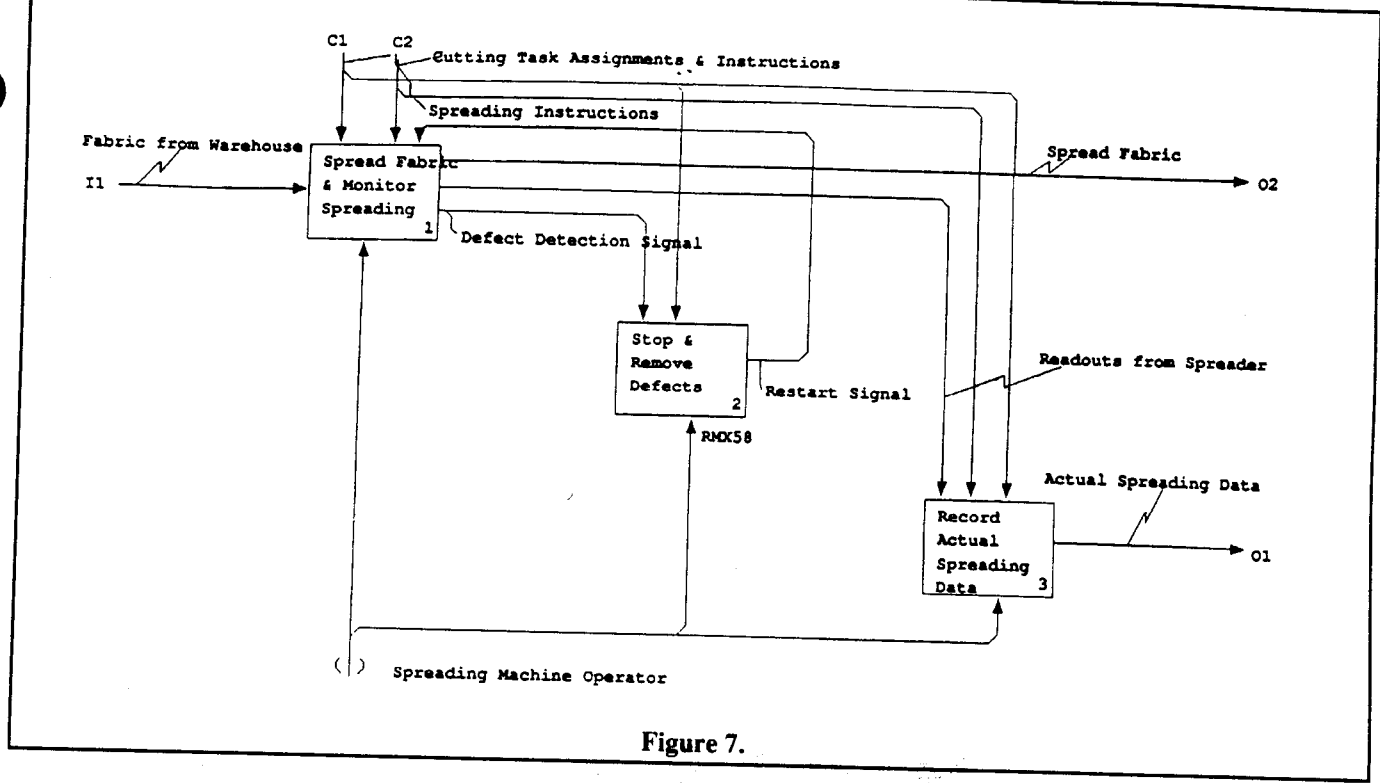 C1 C2
Cutting Task Assignments & Instructions
Spreading Instructions
Fabric from Warehouse
I1
Spread Fabric
& Monitor
Spreading
1
Spread Fabric
O2
Defect Detection Signal
Stop &
Remove
Defects
2
Restart Signal
RMX58
Readouts from Spreader
Actual Spreading Data
Record
Actual
Spreading
Data 3
O1
( ) Spreading Machine Operator
Figure 7.